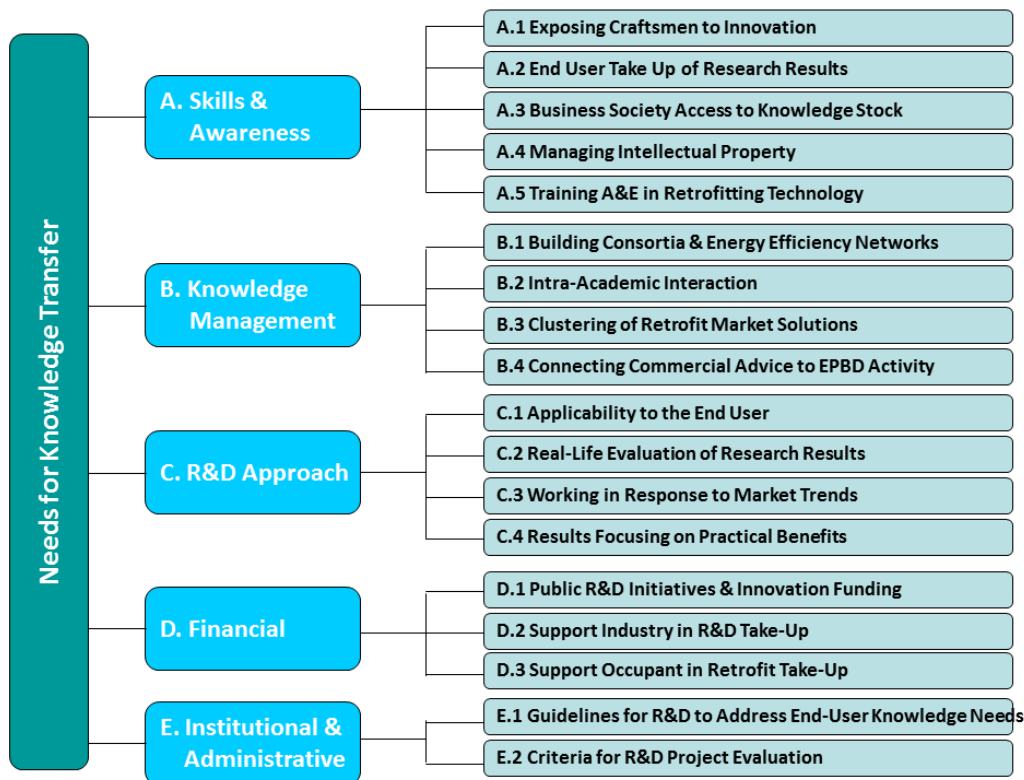 Needs for Knowledge Transfer
A. Skills &
Awareness
A.1 Exposing Craftsmen to Innovation
A.2 End User Take Up of Research Results
A.3 Business Society Access to Knowledge Stock
A.4 Managing Intellectual Property
A.5 Training A&E in Retrofitting Technology
B. Knowledge
Management
B.1 Building Consortia & Energy Efficiency Networks
B.2 Intra-Academic Interaction
B.3 Clustering of Retrofit Market Solutions
B.4 Connecting Commercial Advice to EPBD Activity
C. R&D Approach
C.1 Applicability to the End User
C.2 Real-Life Evaluation of Research Results
C.3 Working in Response to Market Trends
C.4 Results Focusing on Practical Benefits
D. Financial
D.1 Public R&D Initiatives & Innovation Funding
D.2 Support Industry in R&D Take-Up
D.3 Support Occupant in Retrofit Take-Up
E. Institutional &
Administrative
E.1 Guidelines for R&D to Address End-User Knowledge Needs
E.2 Criteria for R&D Project Evaluation